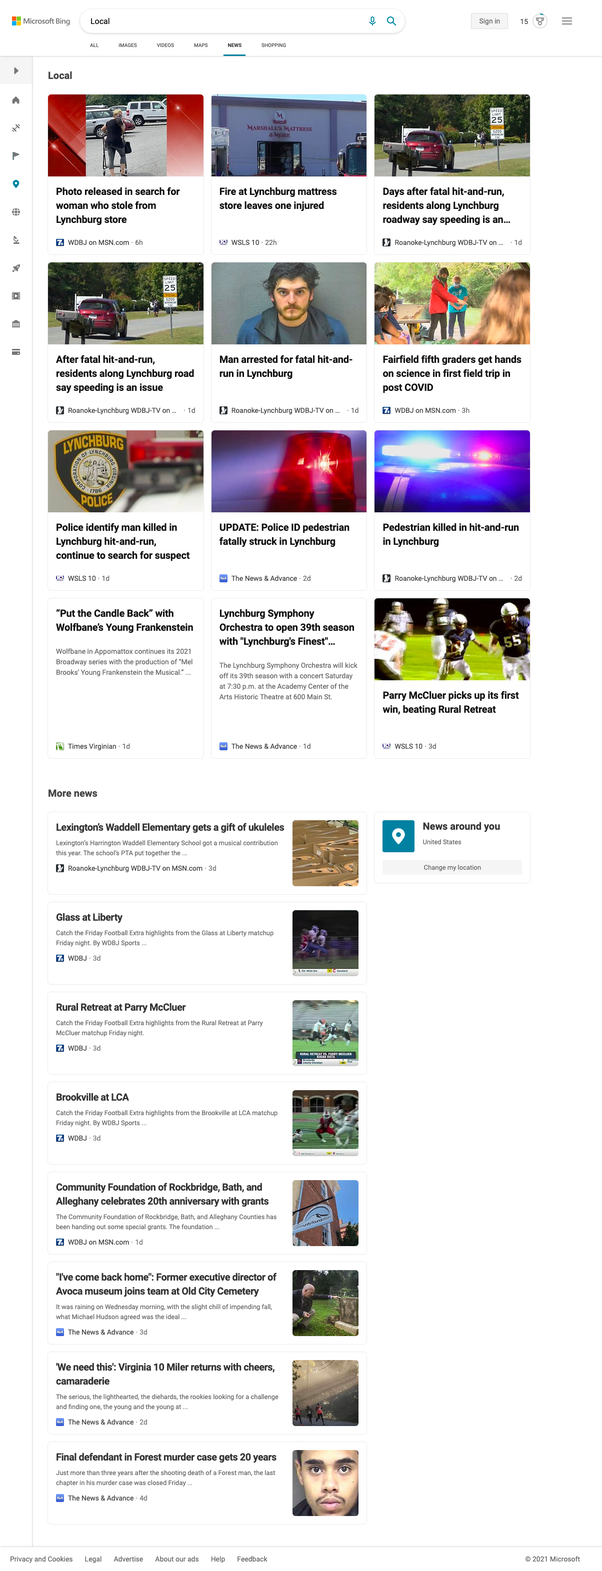 Microsoft Bing
Local
Sign in
15
ALL
IMAGES
VIDEOS
MAPS
NEWS
SHOPPING
Local
MARSHALL'S MATTRESS
& MORE
SPEED
LIMIT
25
Photo released in search for
woman who stole from
Lynchburg store
WDBJ on MSN.com · 6h
Fire at Lynchburg mattress
store leaves one injured
WSLS 10 · 22h
Days after fatal hit-and-run,
residents along Lynchburg
roadway say speeding is an...
Roanoke-Lynchburg WDBJ-TV on ... · 1d
SPEED
LIMIT
25
After fatal hit-and-run,
residents along Lynchburg road
say speeding is an issue
Roanoke-Lynchburg WDBJ-TV on ... · 1d
Man arrested for fatal hit-and-
run in Lynchburg
Roanoke-Lynchburg WDBJ-TV on ... · 1d
Fairfield fifth graders get hands
on science in first field trip in
post COVID
WDBJ on MSN.com · 3h
LYNCHBURG
1786
POLICE
Police identify man killed in
Lynchburg hit-and-run,
continue to search for suspect
WSLS 10 · 1d
UPDATE: Police ID pedestrian
fatally struck in Lynchburg
The News & Advance · 2d
Pedestrian killed in hit-and-run
in Lynchburg
Roanoke-Lynchburg WDBJ-TV on ... · 2d
“Put the Candle Back” with
Wolfbane’s Young Frankenstein
Wolfbane in Appomattox continues its 2021
Broadway series with the production of “Mel
Brooks’ Young Frankenstein the Musical.” ...
Times Virginian · 1d
Lynchburg Symphony
Orchestra to open 39th season
with "Lynchburg's Finest"...
The Lynchburg Symphony Orchestra will kick
off its 39th season with a concert Saturday
at 7:30 p.m. at the Academy Center of the
Arts Historic Theatre at 600 Main St.
The News & Advance · 1d
55
Parry McCluer picks up its first
win, beating Rural Retreat
WSLS 10 · 3d
More news
Lexington’s Waddell Elementary gets a gift of ukuleles
Lexington’s Harrington Waddell Elementary School got a musical contribution
this year. The school’s PTA put together the ...
Roanoke-Lynchburg WDBJ-TV on MSN.com · 3d
News around you
United States
Change my location
Glass at Liberty
Catch the Friday Football Extra highlights from the Glass at Liberty matchup
Friday night. By WDBJ Sports ...
WDBJ · 3d
Rural Retreat at Parry McCluer
Catch the Friday Football Extra highlights from the Rural Retreat at Parry
McCluer matchup Friday night.
WDBJ · 3d
RURAL RETREAT VS. PARRY MCCLUER
Brookville at LCA
Catch the Friday Football Extra highlights from the Brookville at LCA matchup
Friday night. By WDBJ Sports ...
WDBJ · 3d
Community Foundation of Rockbridge, Bath, and
Alleghany celebrates 20th anniversary with grants
The Community Foundation of Rockbridge, Bath, and Alleghany Counties has
been handing out some special grants. The foundation ...
WDBJ on MSN.com · 1d
"I've come back home": Former executive director of
Avoca museum joins team at Old City Cemetery
It was raining on Wednesday morning, with the slight chill of impending fall,
what Michael Hudson agreed was the ideal ...
The News & Advance · 3d
'We need this': Virginia 10 Miler returns with cheers,
camaraderie
The serious, the lighthearted, the diehards, the rookies looking for a challenge
and finding one, the young and the young at ...
The News & Advance · 2d
Final defendant in Forest murder case gets 20 years
Just more than three years after the shooting death of a Forest man, the last
chapter in his murder case was closed Friday ...
The News & Advance · 4d
Privacy and Cookies
Legal
Advertise
About our ads
Help
Feedback
© 2021 Microsoft